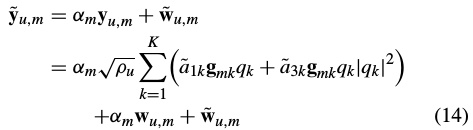 ỹ_{u,m} = α_m y_{u,m} + w̃_{u,m}
= α_m √ρ_u ∑_{k=1}^{K} ( ã_{1k} g_{mk} q_k + ã_{3k} g_{mk} q_k |q_k|² )
+α_m w_{u,m} + w̃_{u,m} (14)